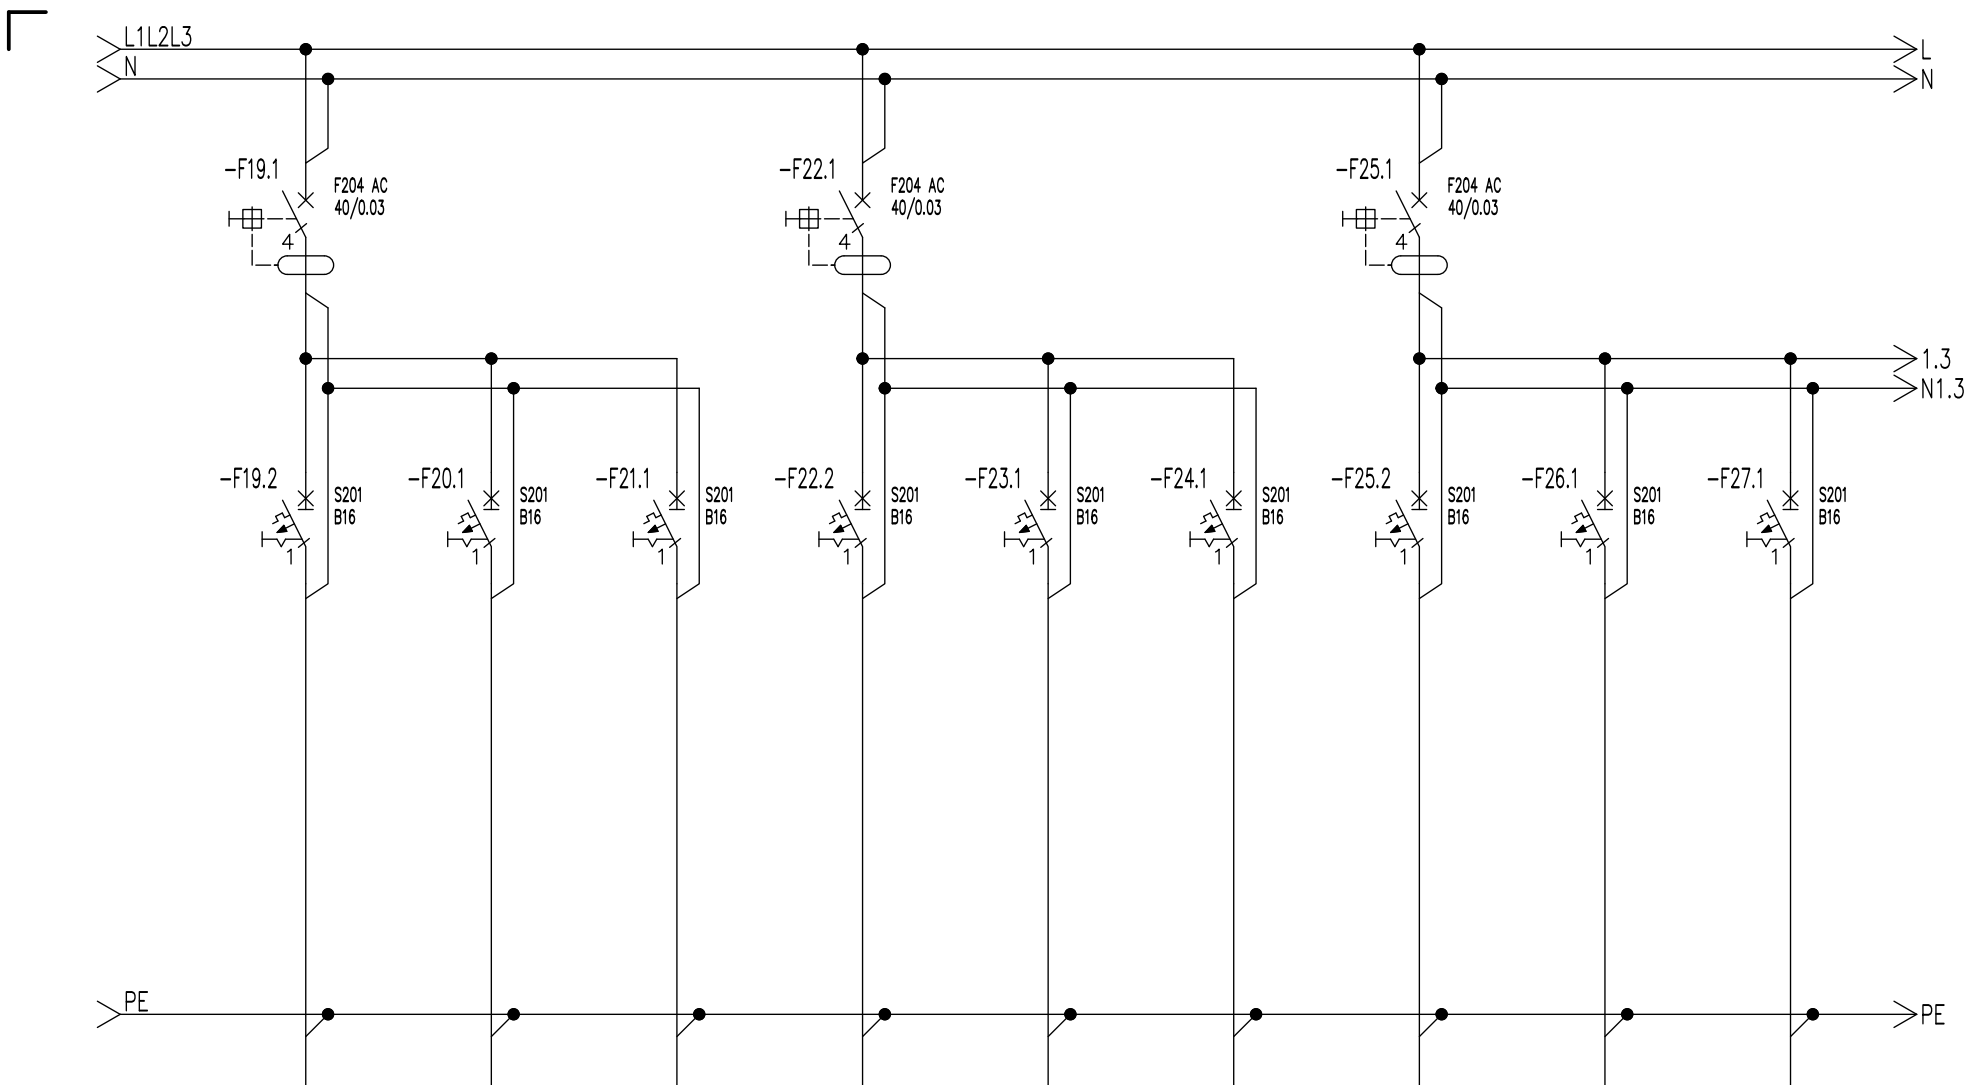 L1L2L3
L
N
N
-F19.1
F204 AC
40/0.03
4
-F22.1
F204 AC
40/0.03
4
-F25.1
F204 AC
40/0.03
4
1.3
N1.3
-F19.2
S201
B16
1
-F20.1
S201
B16
1
-F21.1
S201
B16
1
-F22.2
S201
B16
1
-F23.1
S201
B16
1
-F24.1
S201
B16
1
-F25.2
S201
B16
1
-F26.1
S201
B16
1
-F27.1
S201
B16
1
PE
PE